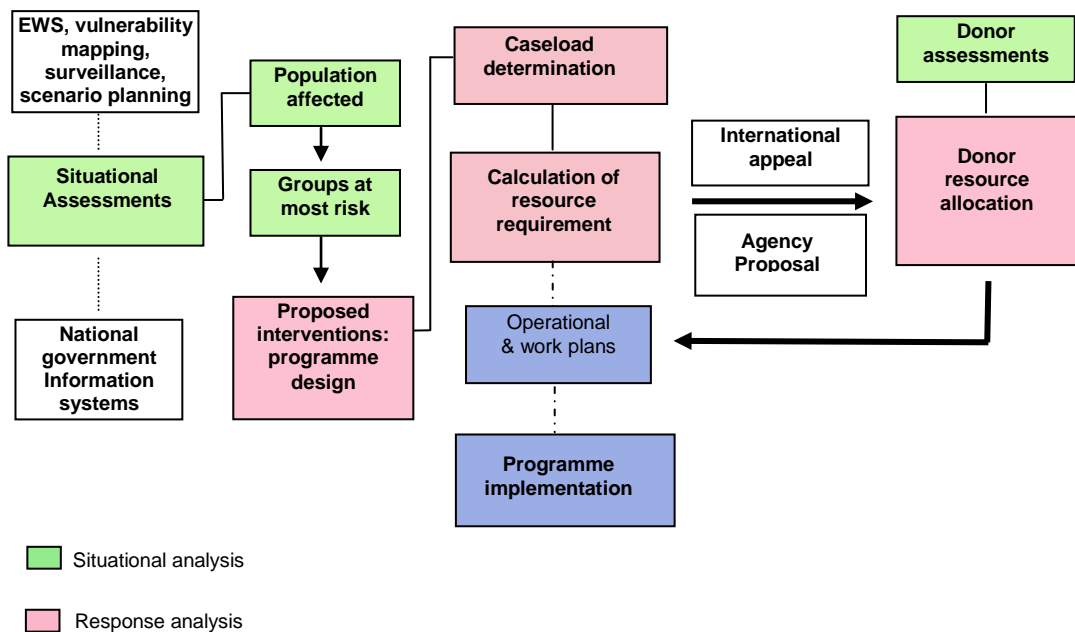 EWS, vulnerability
mapping,
surveillance,
scenario planning
Situational
Assessments
National
government
Information
systems
Population
affected
Groups at
most risk
Proposed
interventions:
programme
design
Caseload
determination
Calculation of
resource
requirement
Operational
& work plans
Programme
implementation
International
appeal
Agency
Proposal
Donor
assessments
Donor
resource
allocation
Situational analysis
Response analysis